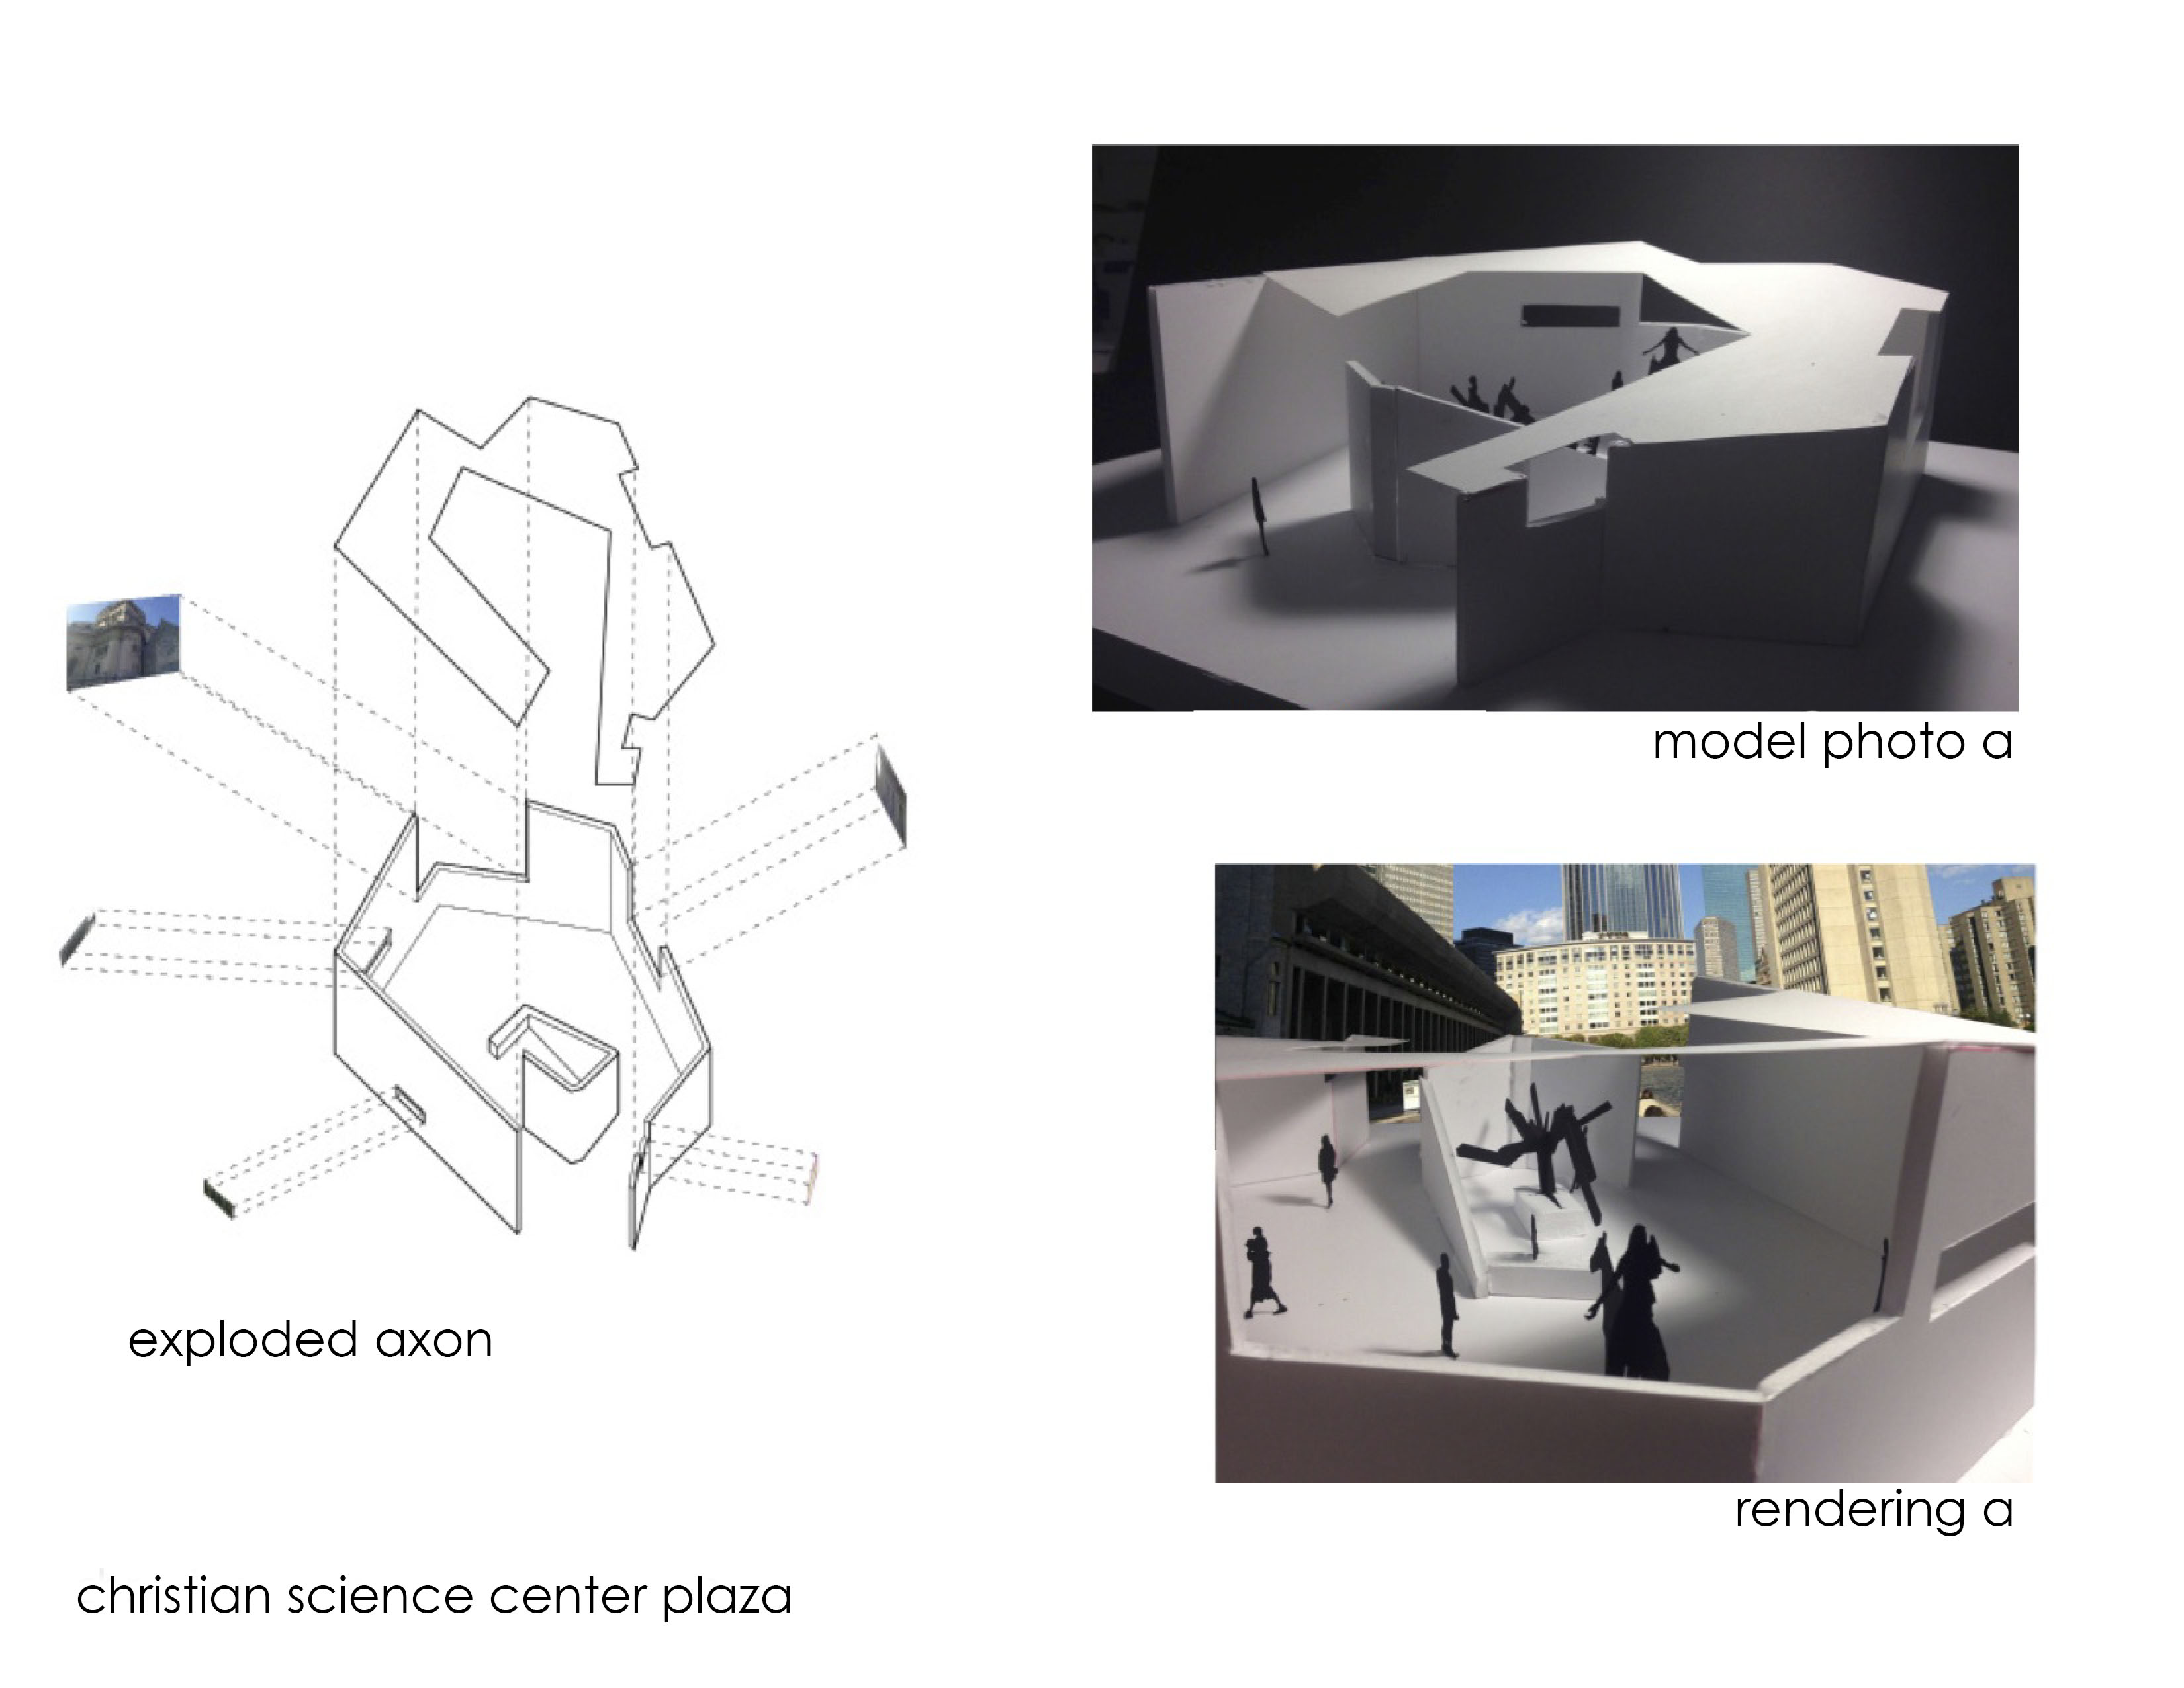 model photo a
exploded axon
rendering a
christian science center plaza